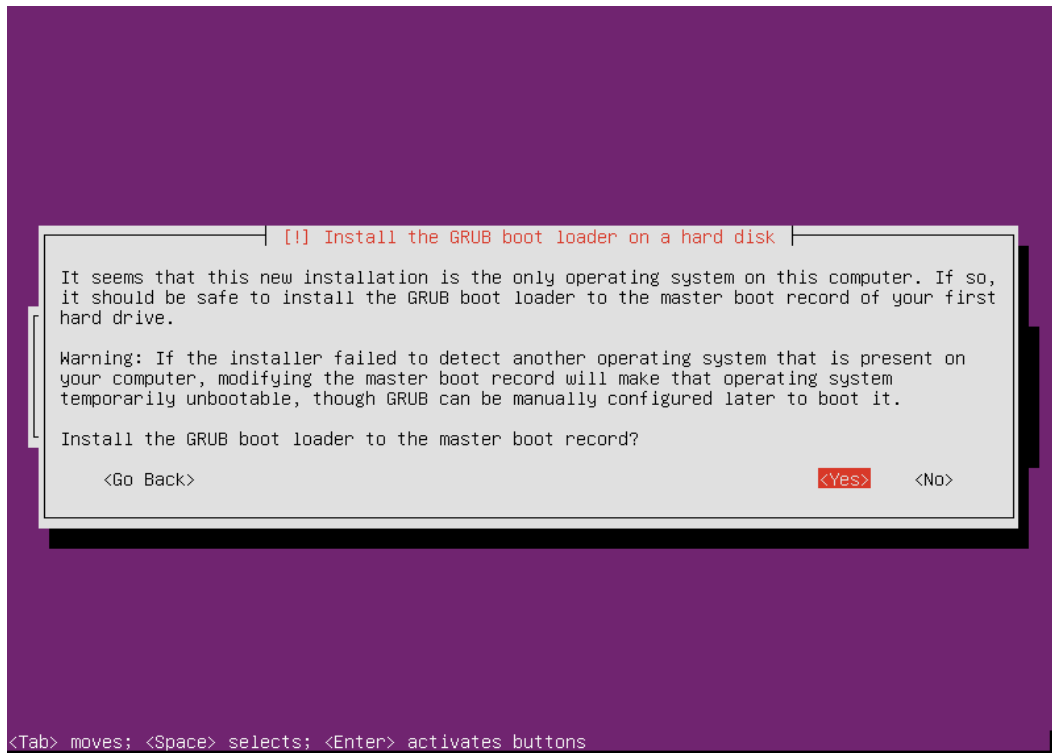 [!] Install the GRUB boot loader on a hard disk
It seems that this new installation is the only operating system on this computer. If so,
it should be safe to install the GRUB boot loader to the master boot record of your first
hard drive.
Warning: If the installer failed to detect another operating system that is present on
your computer, modifying the master boot record will make that operating system
temporarily unbootable, though GRUB can be manually configured later to boot it.
Install the GRUB boot loader to the master boot record?
<Go Back> <Yes> <No>
<Tab> moves; <Space> selects; <Enter> activates buttons